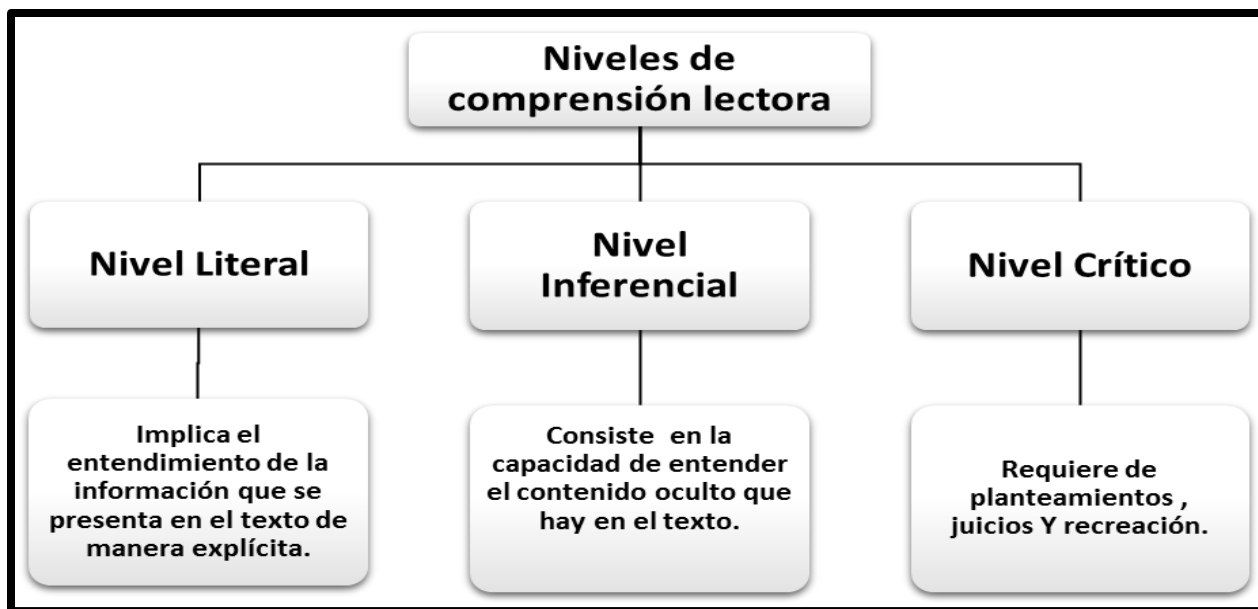 Niveles de
comprensión lectora
Nivel Literal
Nivel
Inferencial
Nivel Crítico
Implica el
entendimiento de la
información que se
presenta en el texto de
manera explícita.
Consiste  en la
capacidad de entender
el contenido oculto que
hay en el texto.
Requiere de
planteamientos ,
juicios Y recreación.